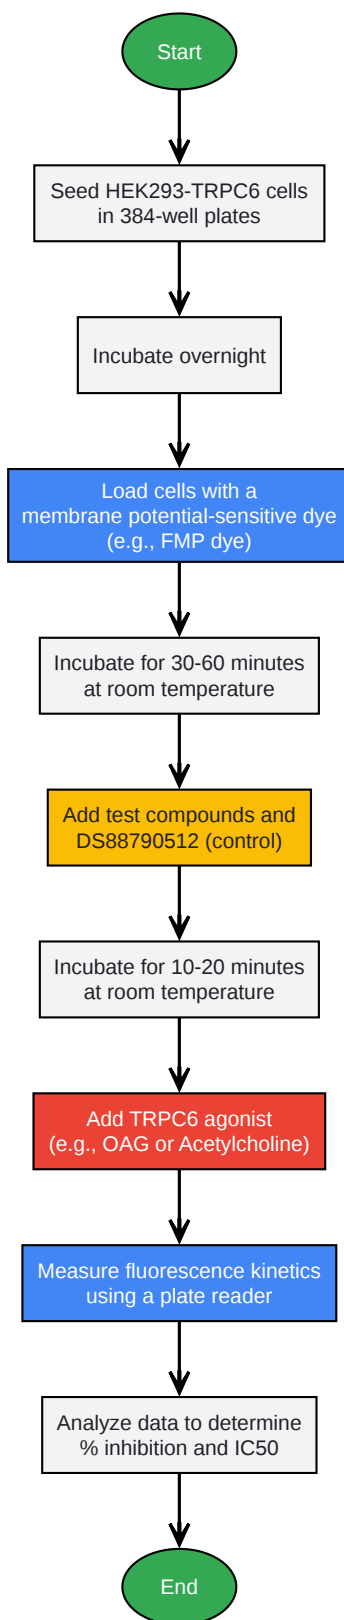 Start
Seed HEK293-TRPC6 cells
in 384-well plates
Incubate overnight
Load cells with a
membrane potential-sensitive dye
(e.g., FMP dye)
Incubate for 30-60 minutes
at room temperature
Add test compounds and
DS88790512 (control)
Incubate for 10-20 minutes
at room temperature
Add TRPC6 agonist
(e.g., OAG or Acetylcholine)
Measure fluorescence kinetics
using a plate reader
Analyze data to determine
% inhibition and IC50
End